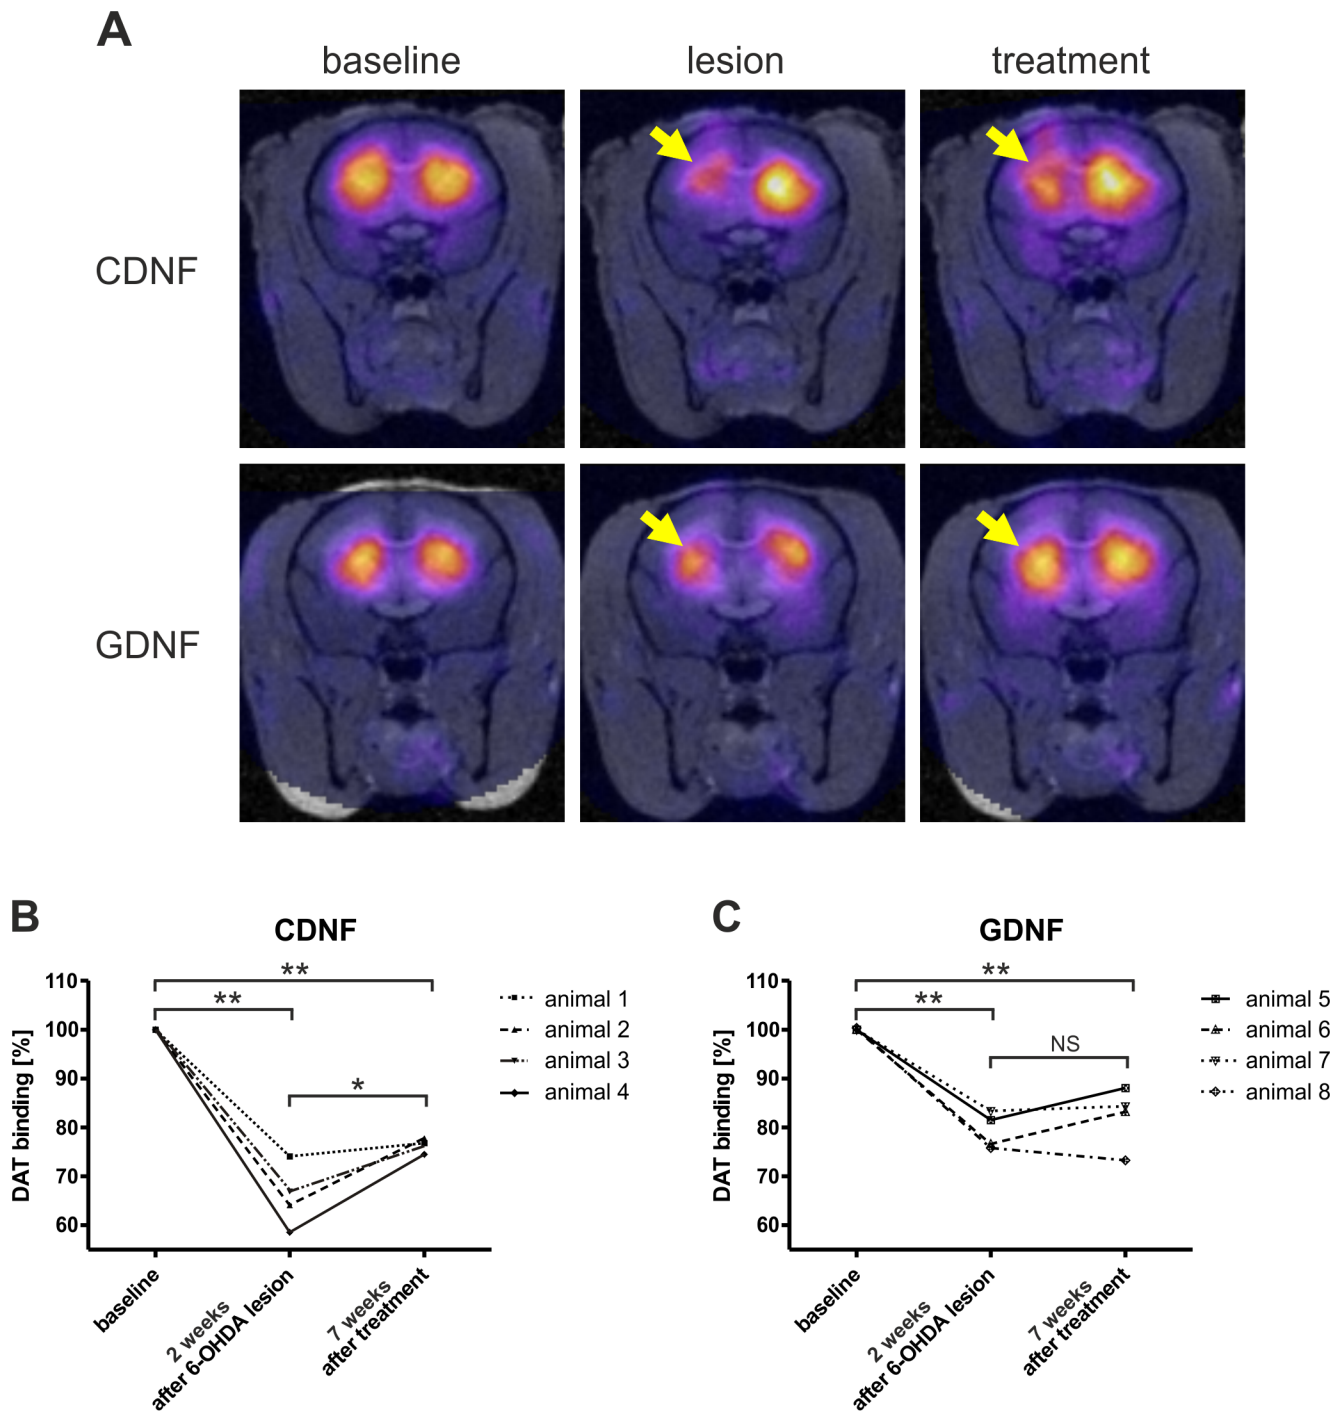 A
baseline
lesion
treatment
CDNF
GDNF
B
CDNF
110
100
90
80
70
60
DAT binding [%]
**
**
*
baseline
2 weeks
after 6-OHDA lesion
7 weeks
after treatment
animal 1
animal 2
animal 3
animal 4
C
GDNF
110
100
90
80
70
60
DAT binding [%]
**
**
NS
baseline
2 weeks
after 6-OHDA lesion
7 weeks
after treatment
animal 5
animal 6
animal 7
animal 8